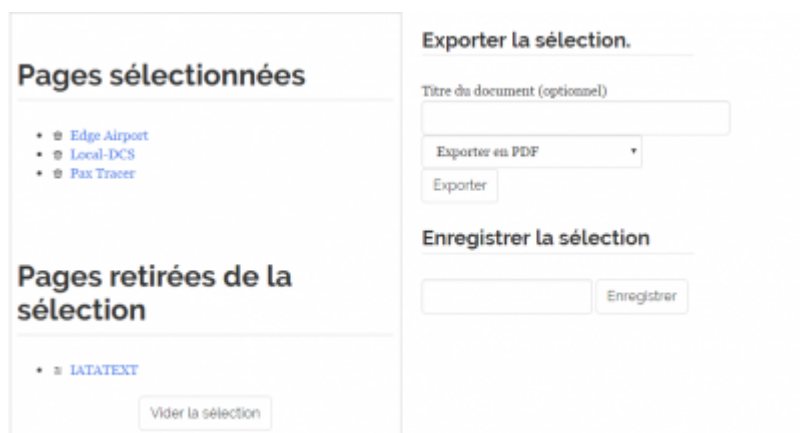 Pages sélectionnées
Edge Airport
Local-DCS
Pax Tracer
Pages retirées de la
sélection
IATATEXT
Vider la sélection
Exporter la sélection.
Titre du document (optionnel)
Exporter en PDF
Exporter
Enregistrer la sélection
Enregistrer